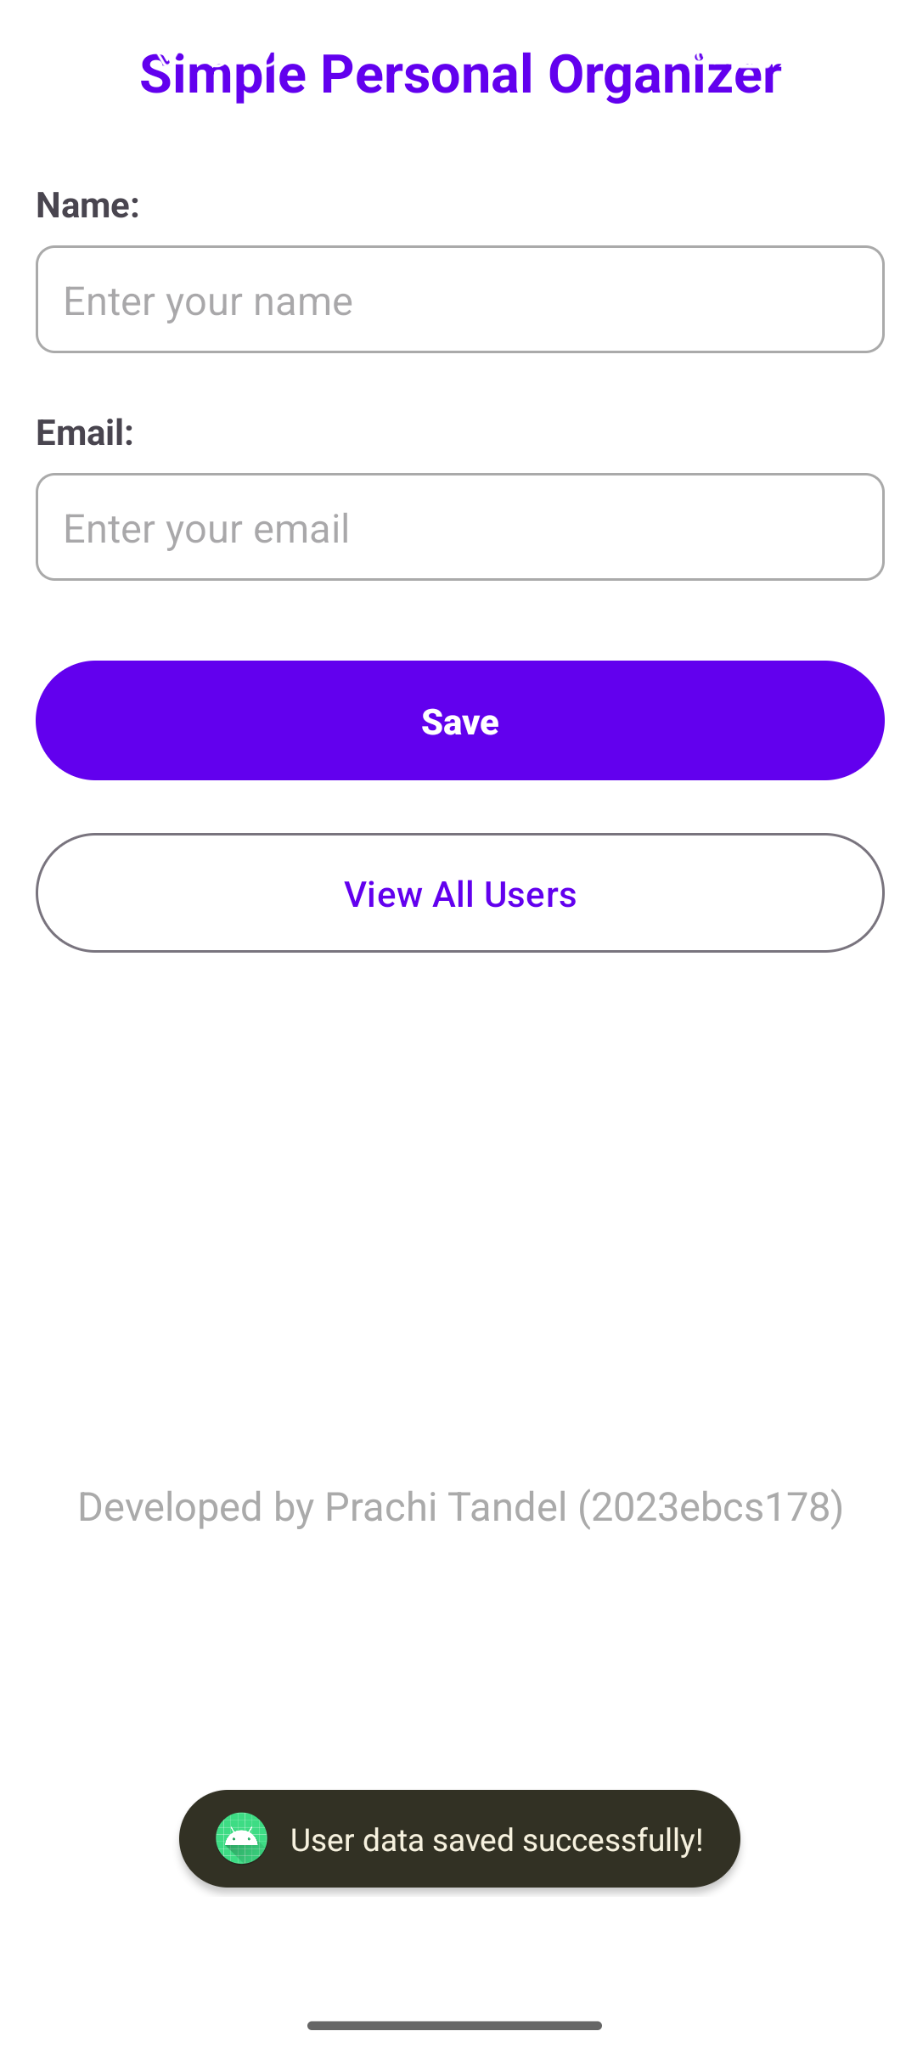 Simple Personal Organizer
Name:
Enter your name
Email:
Enter your email
Save
View All Users
Developed by Prachi Tandel (2023ebcs178)
User data saved successfully!